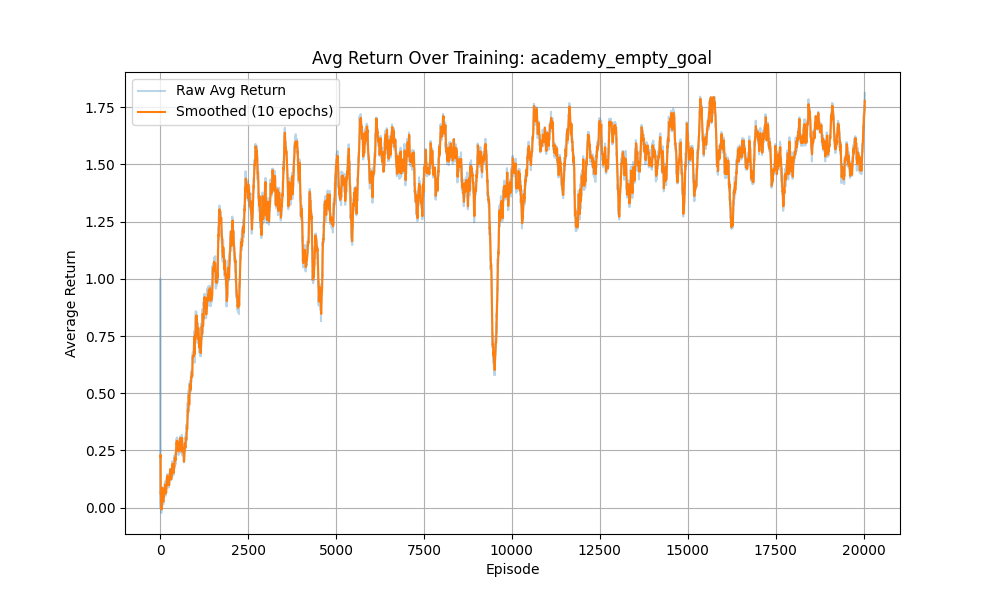 Avg Return Over Training: academy_empty_goal
Raw Avg Return
Smoothed (10 epochs)
1.75
1.50
1.25
1.00
0.75
0.50
0.25
0.00
Average Return
0 2500 5000 7500 10000 12500 15000 17500 20000
Episode